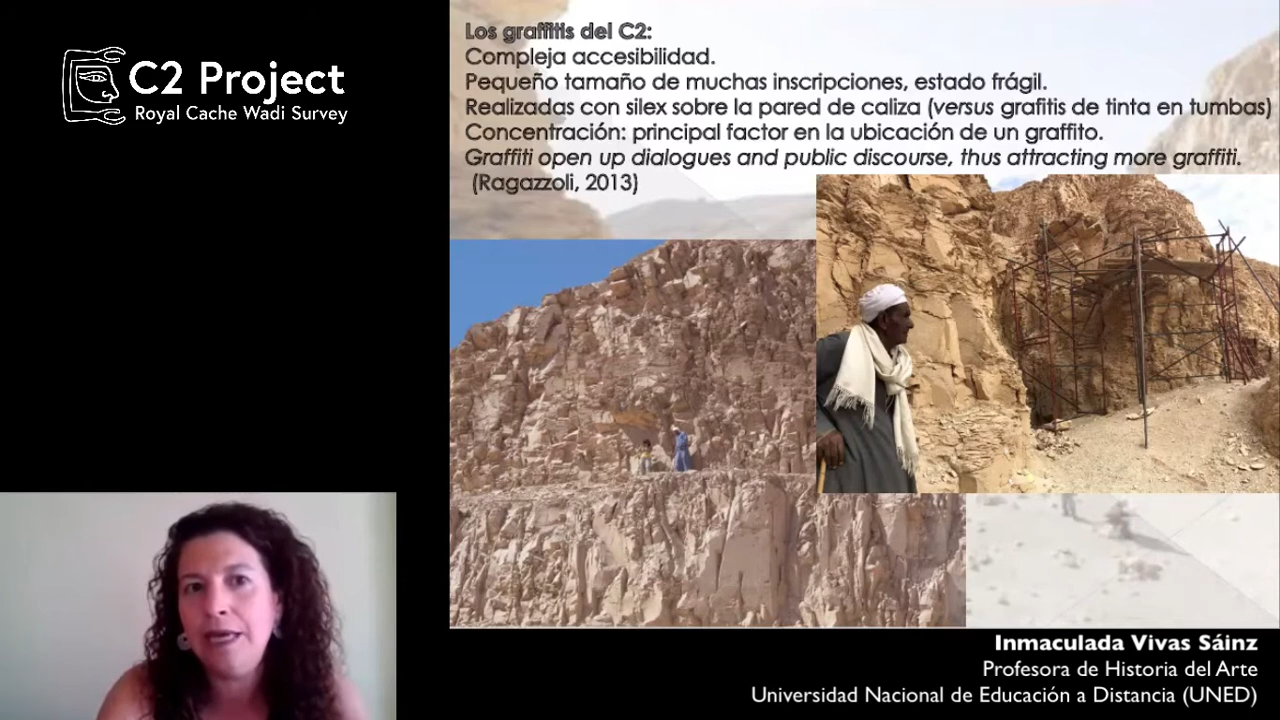 C2 Project
Royal Cache Wadi Survey
Los graffitis del C2:
Compleja accesibilidad.
Pequeño tamaño de muchas inscripciones, estado frágil.
Realizadas con silex sobre la pared de caliza (versus grafitis de tinta en tumbas)
Concentración: principal factor en la ubicación de un graffito.
Graffiti open up dialogues and public discourse, thus attracting more graffiti.
(Ragazzoli, 2013)
Inmaculada Vivas Sáinz
Profesora de Historia del Arte
Universidad Nacional de Educación a Distancia (UNED)